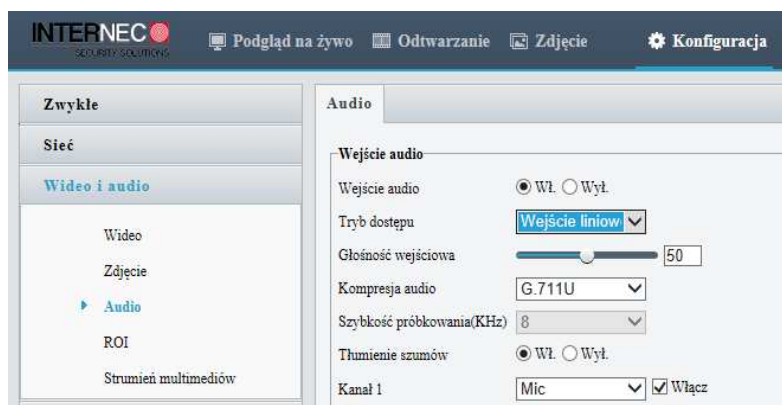 INTERNEC
SECURITY SOLUTIONS
Podgląd na żywo Odtwarzanie Zdjęcie Konfiguracja
Zwykłe
Sieć
Wideo i audio
Wideo
Zdjęcie
Audio
ROI
Strumień multimediów
Audio
Wejście audio
Wejście audio Wł. Wył.
Tryb dostępu Wejście liniow
Głośność wejściowa 50
Kompresja audio G.711U
Szybkość próbkowania(KHz) 8
Tłumienie szumów Wł. Wył.
Kanał 1 Mic Włącz